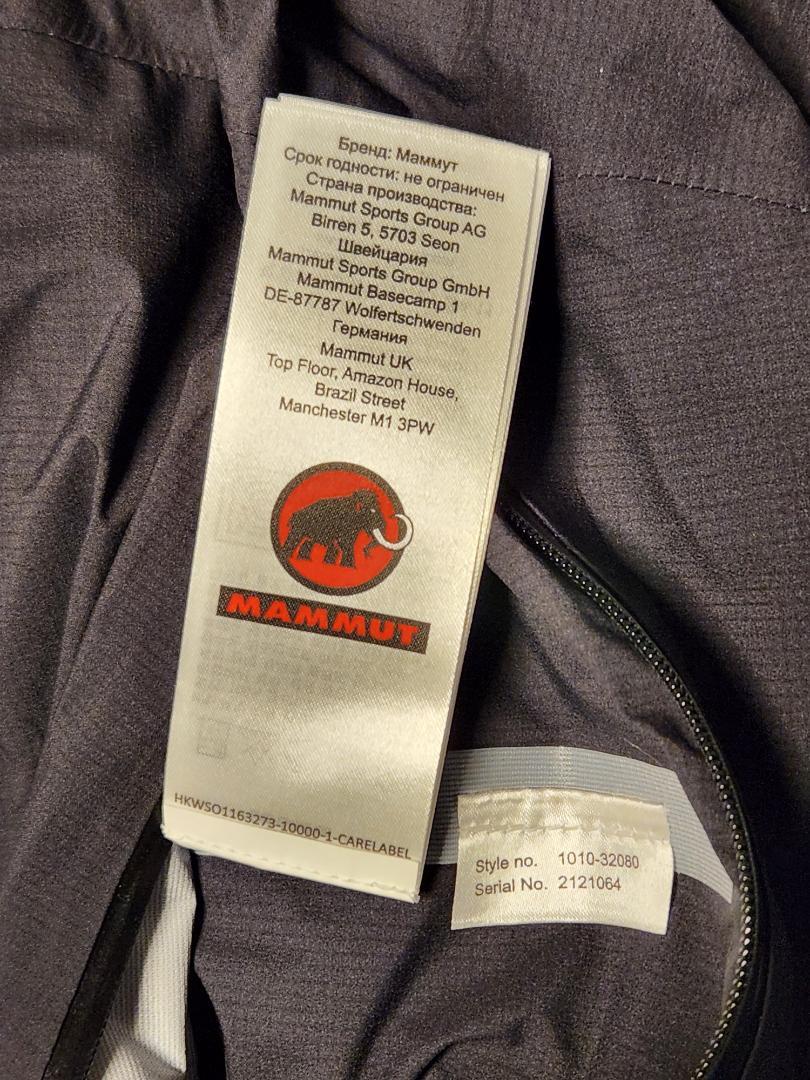 Бренд: Маммут
Срок годности: не ограничен
Страна производства:
Mammut Sports Group AG
Birren 5, 5703 Seon
Швейцария
Mammut Sports Group GmbH
Mammut Basecamp 1
DE-87787 Wolfertschwenden
Германия
Mammut UK
Top Floor, Amazon House,
Brazil Street
Manchester M1 3PW
MAMMUT
HKWSO1163273-10000-1-CARELABEL
Style no. 1010-32080
Serial No. 2121064